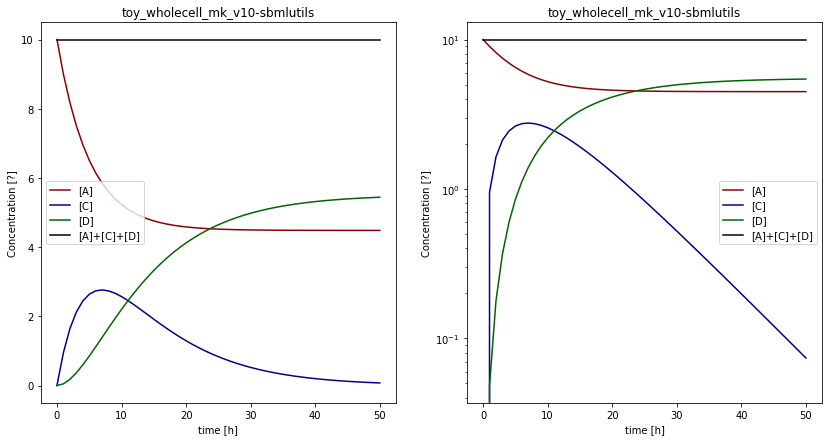 toy_wholecell_mk_v10-sbmlutils
10
8
6
4
2
0
Concentration [?]
[A]
[C]
[D]
[A]+[C]+[D]
0
10
20
30
40
50
time [h]
toy_wholecell_mk_v10-sbmlutils
10¹
10⁰
10⁻¹
Concentration [?]
[A]
[C]
[D]
[A]+[C]+[D]
0
10
20
30
40
50
time [h]